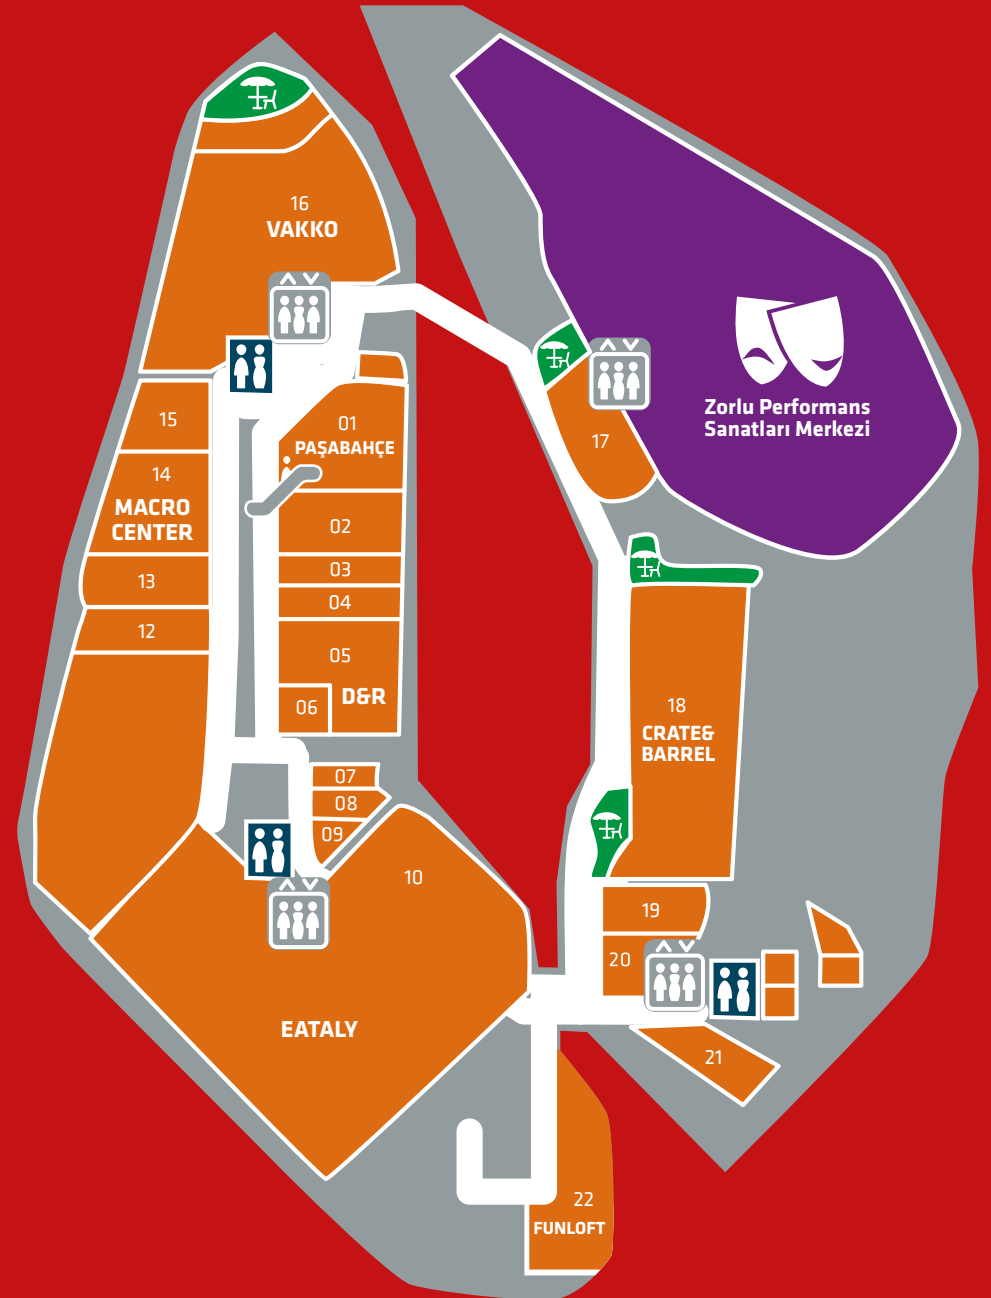 16
VAKKO
Zorlu Performans
Sanatları Merkezi
15
01
PAŞABAHÇE
17
14
MACRO
CENTER
02
13
03
04
12
05
06
D&R
18
CRATE&
BARREL
07
08
09
10
19
20
EATALY
21
22
FUNLOFT